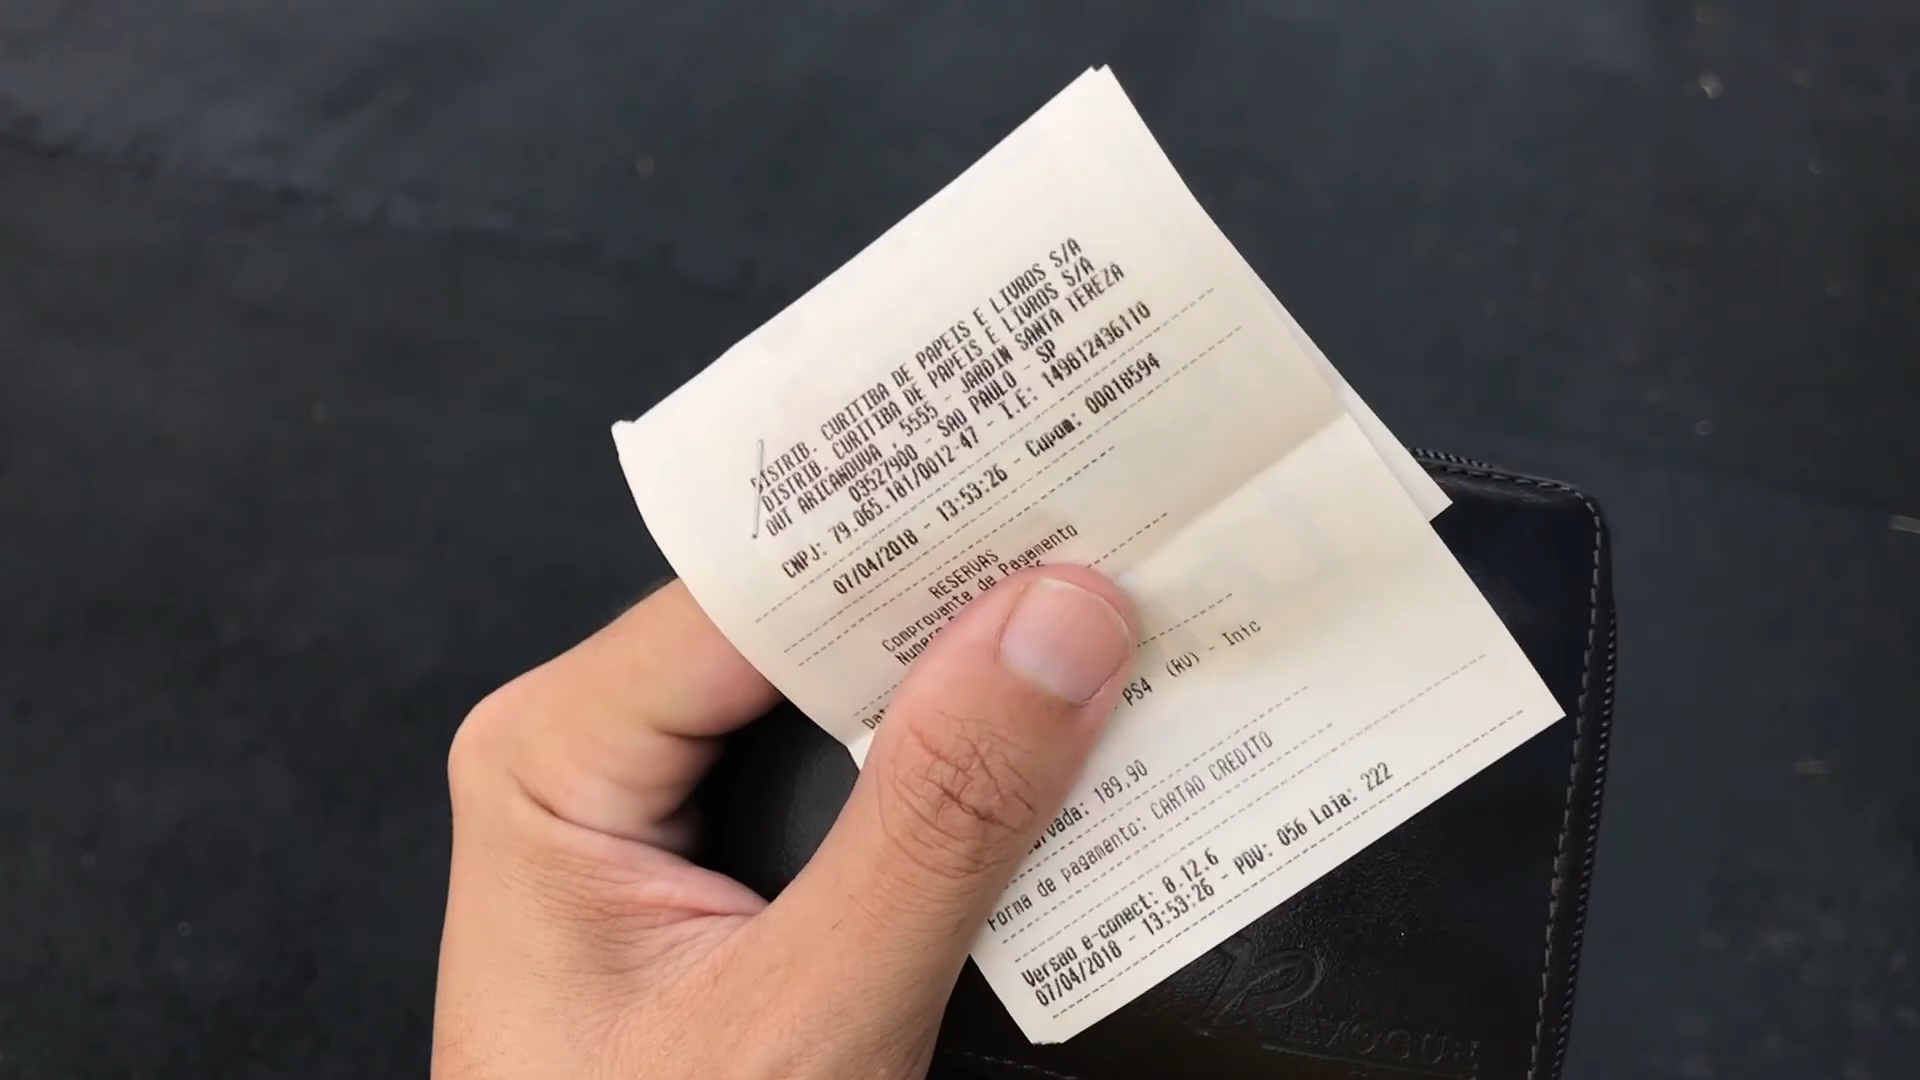 DISTRIB. CURITIBA DE PAPEIS E LIVROS S/A
DISTRIB. CURITIBA DE PAPEIS E LIVROS S/A
OUT ARICANDUVA , 5555 - JARDIM SANTA TEREZA
03527900 - SAO PAULO - SP
CNPJ: 79.065.181/0012-47 - I.E: 149812436110
07/04/2018 - 13:53:26 - Cupom: 00018594
RESERVAS
Comprovante de Pagamento
PS4 (RV) - Inic
189,90
Forma de pagamento: CARTAO CREDITO
Versao e-conect: 8.12.6
07/04/2018 - 13:53:26 - PDV: 056 Loja: 222